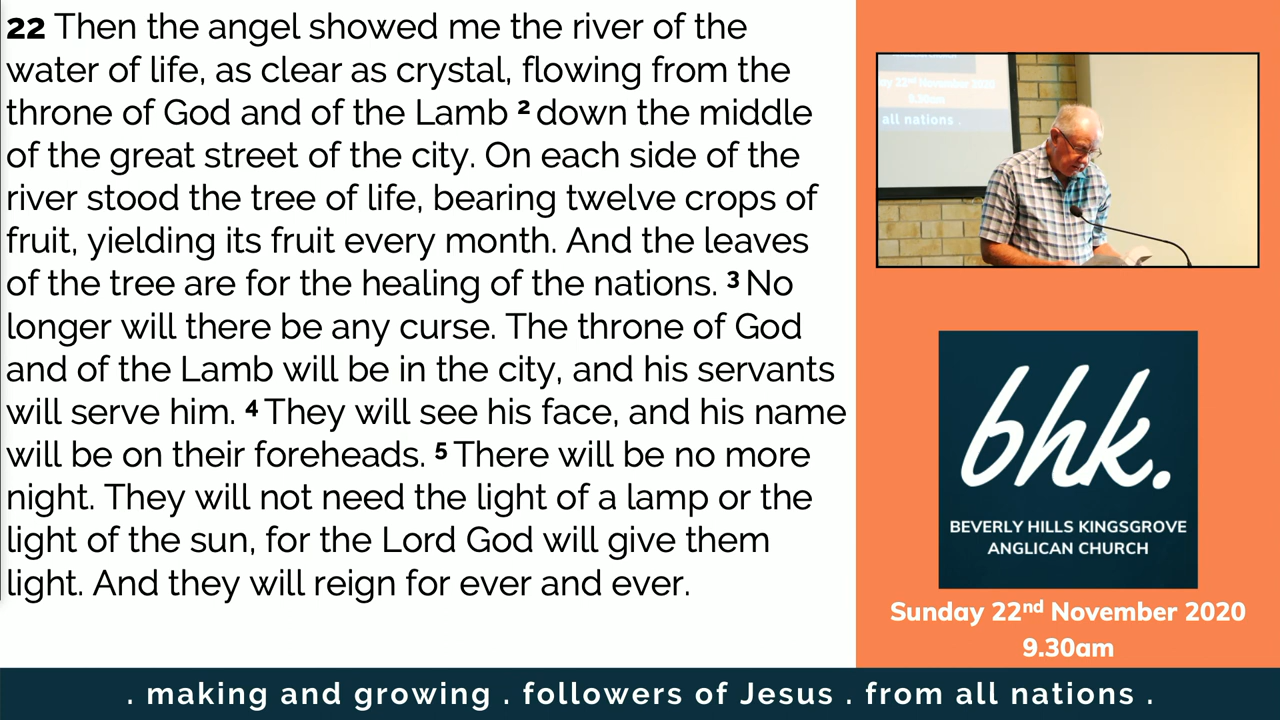 22 Then the angel showed me the river of the
water of life, as clear as crystal, flowing from the
throne of God and of the Lamb 2 down the middle
of the great street of the city. On each side of the
river stood the tree of life, bearing twelve crops of
fruit, yielding its fruit every month. And the leaves
of the tree are for the healing of the nations. 3 No
longer will there be any curse. The throne of God
and of the Lamb will be in the city, and his servants
will serve him. 4 They will see his face, and his name
will be on their foreheads. 5 There will be no more
night. They will not need the light of a lamp or the
light of the sun, for the Lord God will give them
light. And they will reign for ever and ever.
ay 22nd November 2020
9.30am
all nations .
bhk.
BEVERLY HILLS KINGSGROVE
ANGLICAN CHURCH
Sunday 22nd November 2020
9.30am
. making and growing . followers of Jesus . from all nations .